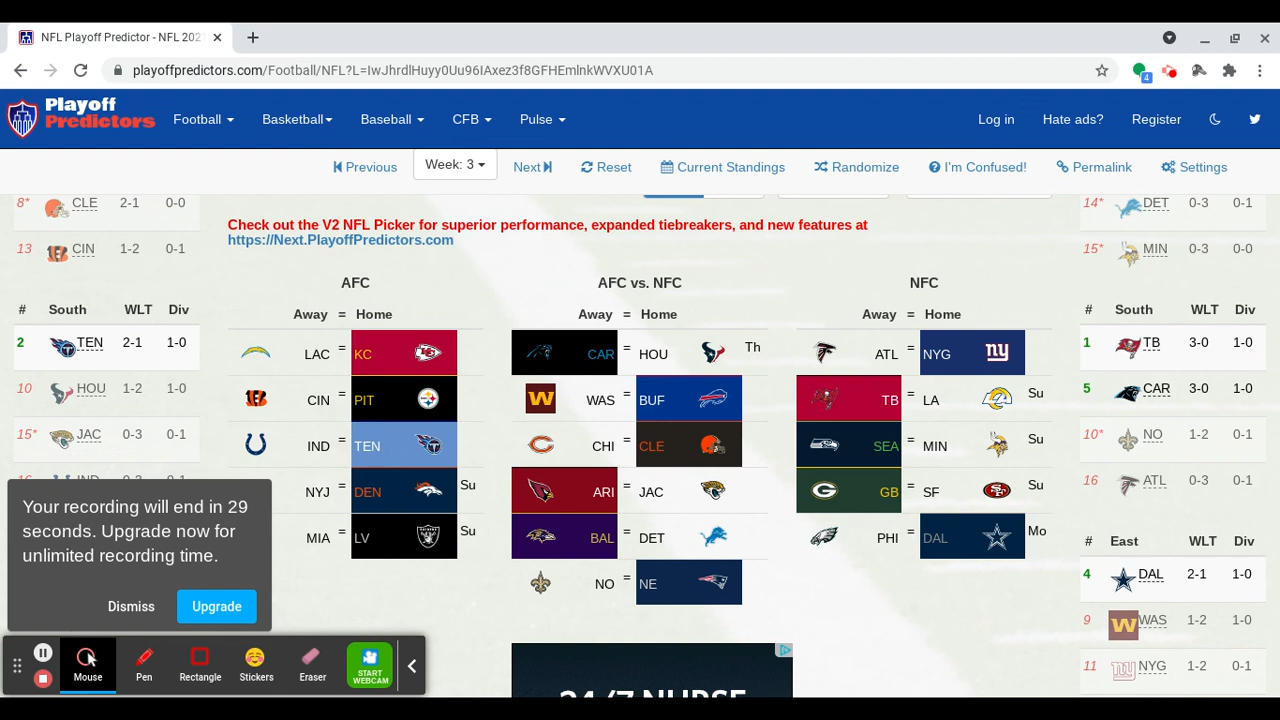 NFL Playoff Predictor - NFL 202
playoffpredictors.com/Football/NFL?L=IwJhrdlHuyy0Uu96IAxez3f8GFHEmlnkWVXU01A
4
Playoff
Predictors
Football
Basketball
Baseball
CFB
Pulse
Log in
Hate ads?
Register
Previous
Week: 3
Next
Reset
Current Standings
Randomize
I'm Confused!
Permalink
Settings
8* CLE 2-1 0-0
13 CIN 1-2 0-1
# South WLT Div
2 TEN 2-1 1-0
10 HOU 1-2 1-0
15* JAC 0-3 0-1
Check out the V2 NFL Picker for superior performance, expanded tiebreakers, and new features at
https://Next.PlayoffPredictors.com
AFC
Away = Home
LAC = KC
CIN = PIT
IND = TEN
NYJ = DEN Su
MIA = LV Su
AFC vs. NFC
Away = Home
CAR = HOU Th
W WAS = BUF
CHI = CLE
ARI = JAC
BAL = DET
NO = NE
NFC
Away = Home
ATL = NYG ny
TB = LA Su
SEA = MIN Su
G GB = SF Su
PHI = DAL Mo
14* DET 0-3 0-1
15* MIN 0-3 0-0
# South WLT Div
1 TB 3-0 1-0
5 CAR 3-0 1-0
10* NO 1-2 0-1
16 ATL 0-3 0-1
# East WLT Div
4 DAL 2-1 1-0
9 W WAS 1-2 1-0
11 ny NYG 1-2 0-1
Your recording will end in 29
seconds. Upgrade now for
unlimited recording time.
Dismiss
Upgrade
Mouse
Pen
Rectangle
Stickers
Eraser
START
WEBCAM
24/7 NURSE